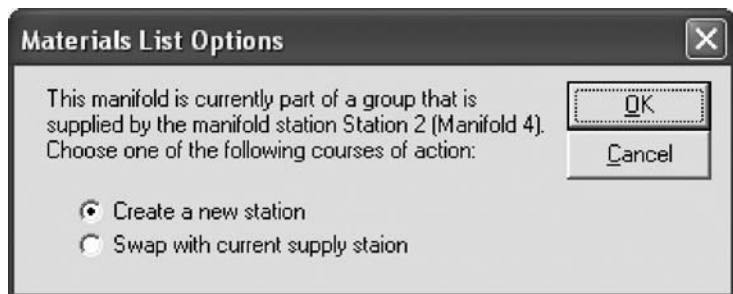 Materials List Options
This manifold is currently part of a group that is
supplied by the manifold station Station 2 (Manifold 4).
Choose one of the following courses of action:
OK
Cancel
Create a new station
Swap with current supply staion